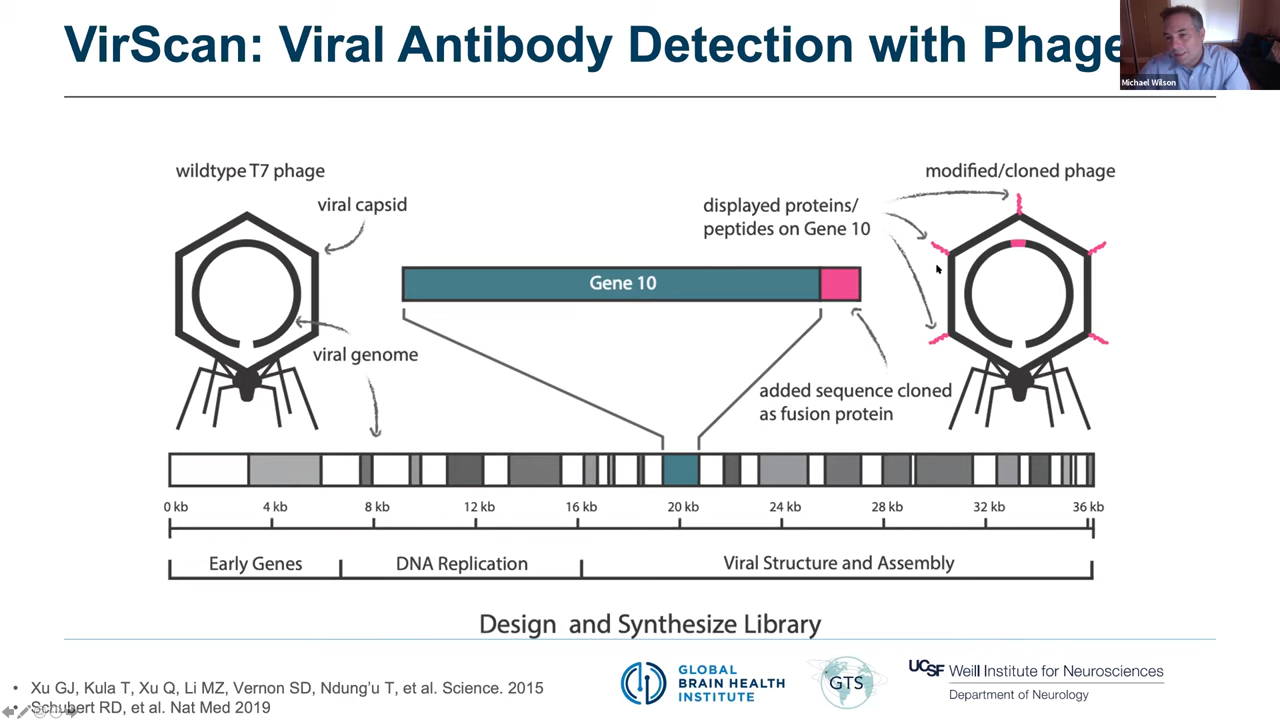 VirScan: Viral Antibody Detection with Phage
Michael Wilson
wildtype T7 phage
viral capsid
viral genome
Gene 10
displayed proteins/
peptides on Gene 10
modified/cloned phage
added sequence cloned
as fusion protein
0 kb 4 kb 8 kb 12 kb 16 kb 20 kb 24 kb 28 kb 32 kb 36 kb
Early Genes DNA Replication Viral Structure and Assembly
Design and Synthesize Library
• Xu GJ, Kula T, Xu Q, Li MZ, Vernon SD, Ndung'u T, et al. Science. 2015
• Schubert RD, et al. Nat Med 2019
GLOBAL
BRAIN HEALTH
INSTITUTE
GTS
UCSF Weill Institute for Neurosciences
Department of Neurology